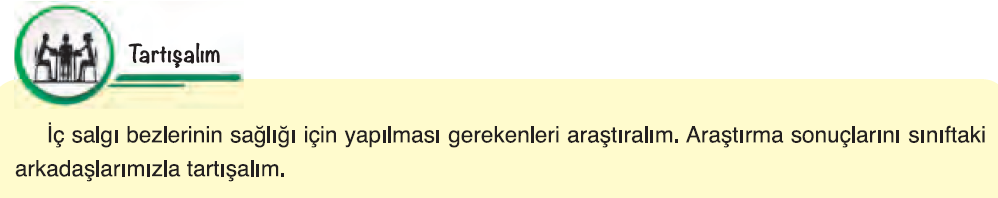 Tartışalım
İç salgı bezlerinin sağlığı için yapılması gerekenleri araştıralım. Araştırma sonuçlarını sınıftaki
arkadaşlarımızla tartışalım.